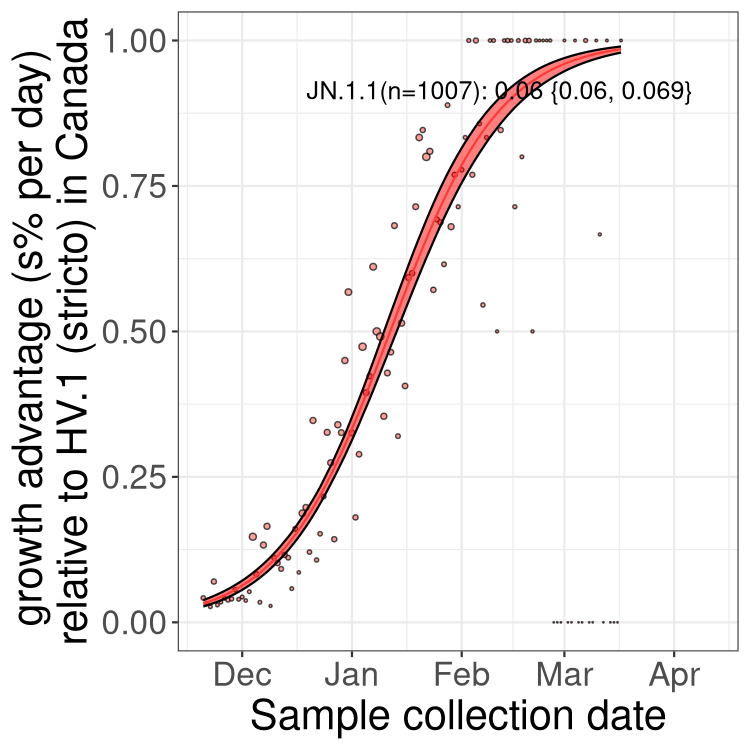 growth advantage (s% per day)
relative to HV.1 (stricto) in Canada
1.00
0.75
0.50
0.25
0.00
JN.1.1(n=1007): 0.06 {0.06, 0.069}
Dec Jan Feb Mar Apr
Sample collection date